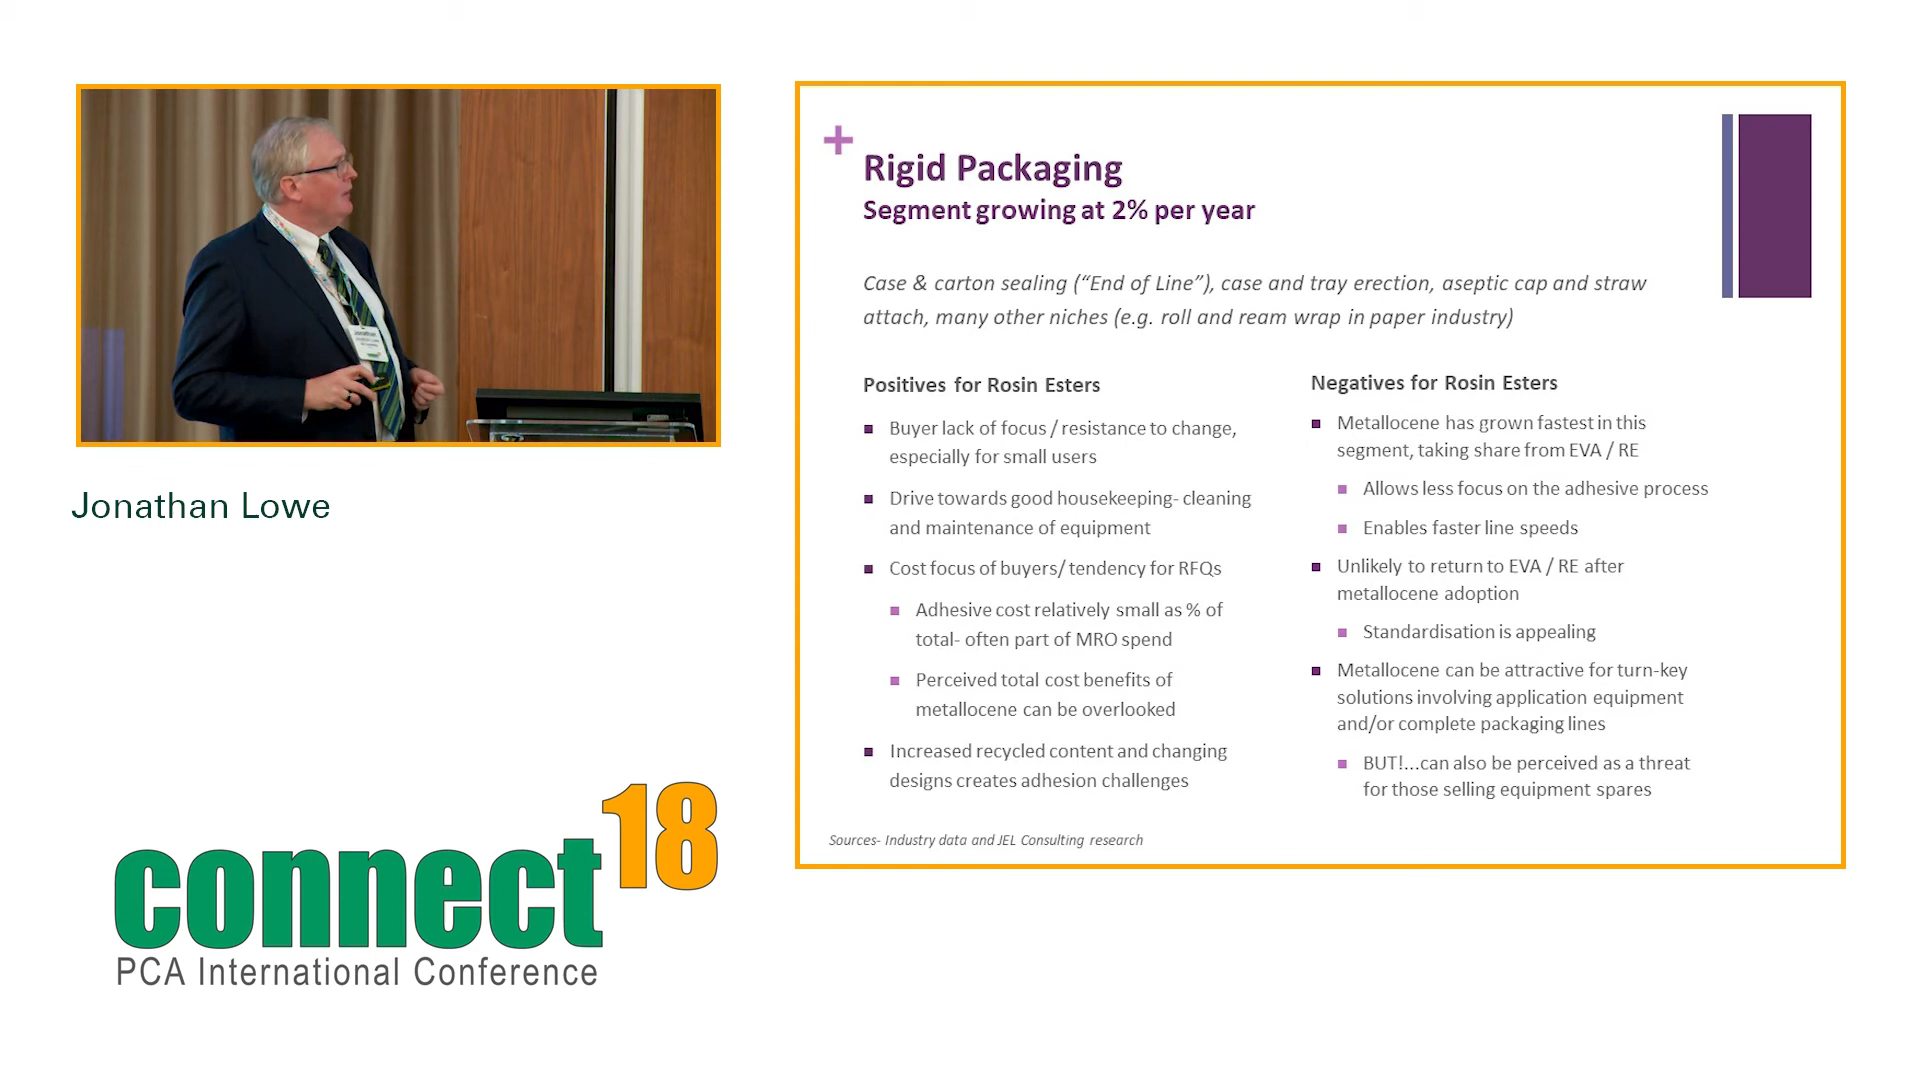 +
Rigid Packaging
Segment growing at 2% per year
Case & carton sealing (“End of Line”), case and tray erection, aseptic cap and straw
attach, many other niches (e.g. roll and ream wrap in paper industry)
Positives for Rosin Esters
Buyer lack of focus / resistance to change,
especially for small users
Drive towards good housekeeping- cleaning
and maintenance of equipment
Cost focus of buyers/ tendency for RFQs
Adhesive cost relatively small as % of
total- often part of MRO spend
Perceived total cost benefits of
metallocene can be overlooked
Increased recycled content and changing
designs creates adhesion challenges
Negatives for Rosin Esters
Metallocene has grown fastest in this
segment, taking share from EVA / RE
Allows less focus on the adhesive process
Enables faster line speeds
Unlikely to return to EVA / RE after
metallocene adoption
Standardisation is appealing
Metallocene can be attractive for turn-key
solutions involving application equipment
and/or complete packaging lines
BUT!...can also be perceived as a threat
for those selling equipment spares
Sources- Industry data and JEL Consulting research
Jonathan Lowe
connect18
PCA International Conference